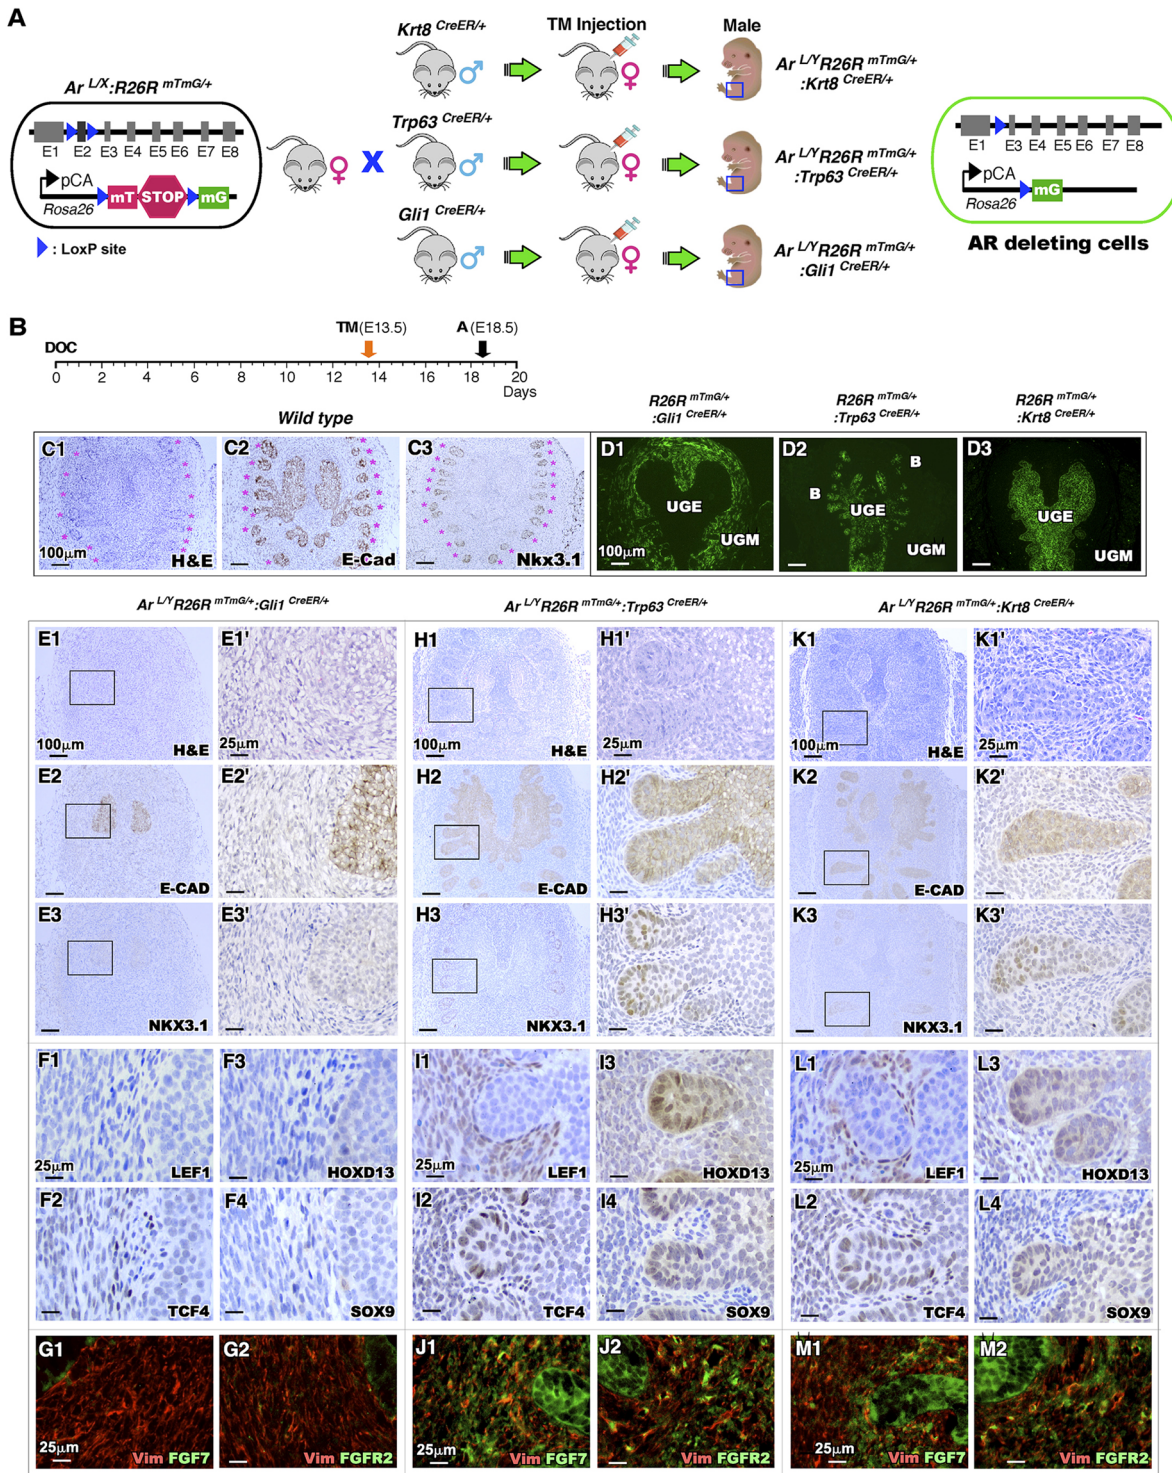 A
Krt8 CreER/+
TM Injection
Male
Ar L/Y R26R mTmG/+
:Krt8 CreER/+
Ar L/X:R26R mTmG/+
E1 E2 E3 E4 E5 E6 E7 E8
pCA
mT STOP mG
Rosa26
: LoxP site
X
Trp63 CreER/+
Ar L/Y R26R mTmG/+
:Trp63 CreER/+
Gli1 CreER/+
Ar L/Y R26R mTmG/+
:Gli1 CreER/+
E1 E3 E4 E5 E6 E7 E8
pCA
mG
Rosa26
AR deleting cells
B
TM(E13.5) A (E18.5)
DOC
0 2 4 6 8 10 12 14 16 18 20
Days
Wild type
R26R mTmG/+
:Gli1 CreER/+
R26R mTmG/+
:Trp63 CreER/+
R26R mTmG/+
:Krt8 CreER/+
C1 C2 C3 D1 D2 D3
B
B
UGE UGE UGE
UGM UGM UGM
100μm 100μm
H&E E-Cad Nkx3.1
Ar L/Y R26R mTmG/+:Gli1 CreER/+
Ar L/Y R26R mTmG/+:Trp63 CreER/+
Ar L/Y R26R mTmG/+:Krt8 CreER/+
E1 E1' H1 H1' K1 K1'
100μm 25μm 100μm 25μm 100μm 25μm
H&E H&E H&E
E2 E2' H2 H2' K2 K2'
E-CAD E-CAD E-CAD
E3 E3' H3 H3' K3 K3'
NKX3.1 NKX3.1 NKX3.1
F1 F3 I1 I3 L1 L3
25μm 25μm 25μm
LEF1 HOXD13 LEF1 HOXD13 LEF1 HOXD13
F2 F4 I2 I4 L2 L4
TCF4 SOX9 TCF4 SOX9 TCF4 SOX9
G1 G2 J1 J2 M1 M2
25μm 25μm 25μm
Vim FGF7 Vim FGFR2 Vim FGF7 Vim FGFR2 Vim FGF7 Vim FGFR2